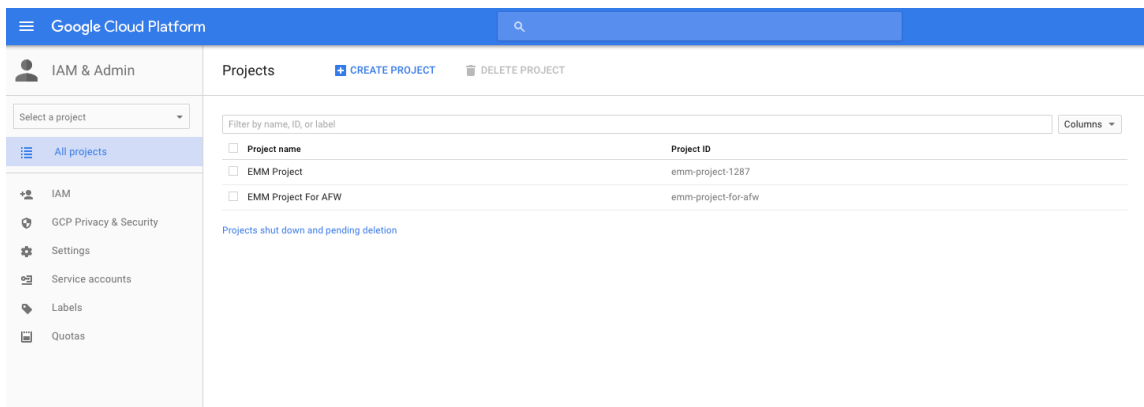 Google Cloud Platform
IAM & Admin
Projects CREATE PROJECT DELETE PROJECT
Select a project
All projects
IAM
GCP Privacy & Security
Settings
Service accounts
Labels
Quotas
Filter by name, ID, or label Columns
Project name Project ID
EMM Project emm-project-1287
EMM Project For AFW emm-project-for-afw
Projects shut down and pending deletion